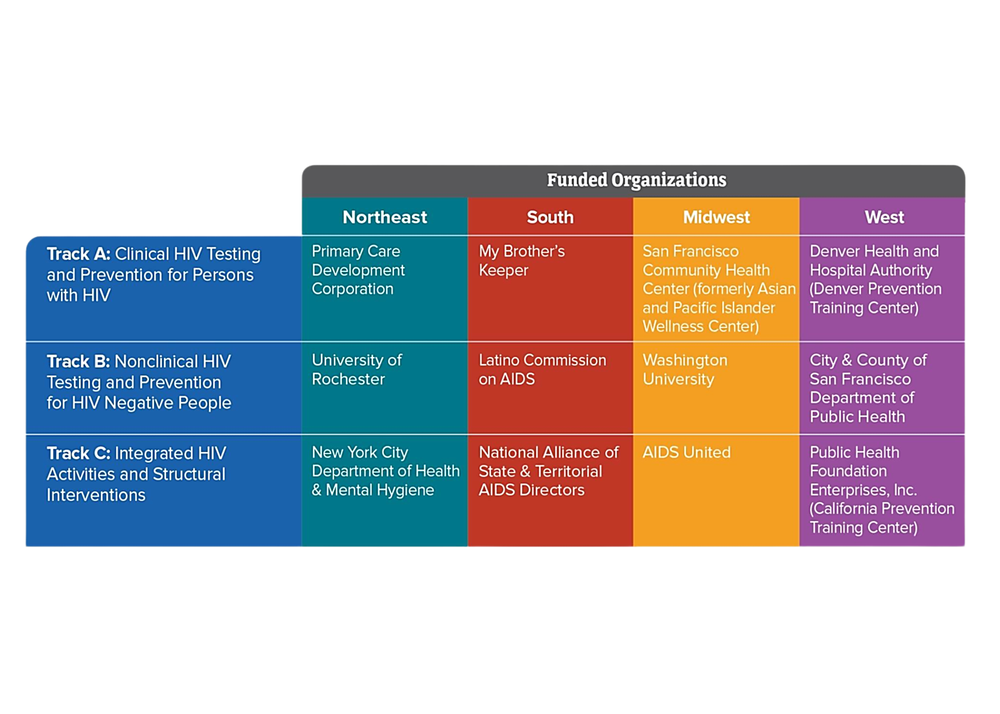 Funded Organizations
Northeast
South
Midwest
West
Track A: Clinical HIV Testing
and Prevention for Persons
with HIV
Primary Care
Development
Corporation
My Brother’s
Keeper
San Francisco
Community Health
Center (formerly Asian
and Pacific Islander
Wellness Center)
Denver Health and
Hospital Authority
(Denver Prevention
Training Center)
Track B: Nonclinical HIV
Testing and Prevention
for HIV Negative People
University of
Rochester
Latino Commission
on AIDS
Washington
University
City & County of
San Francisco
Department of
Public Health
Track C: Integrated HIV
Activities and Structural
Interventions
New York City
Department of Health
& Mental Hygiene
National Alliance of
State & Territorial
AIDS Directors
AIDS United
Public Health
Foundation
Enterprises, Inc.
(California Prevention
Training Center)